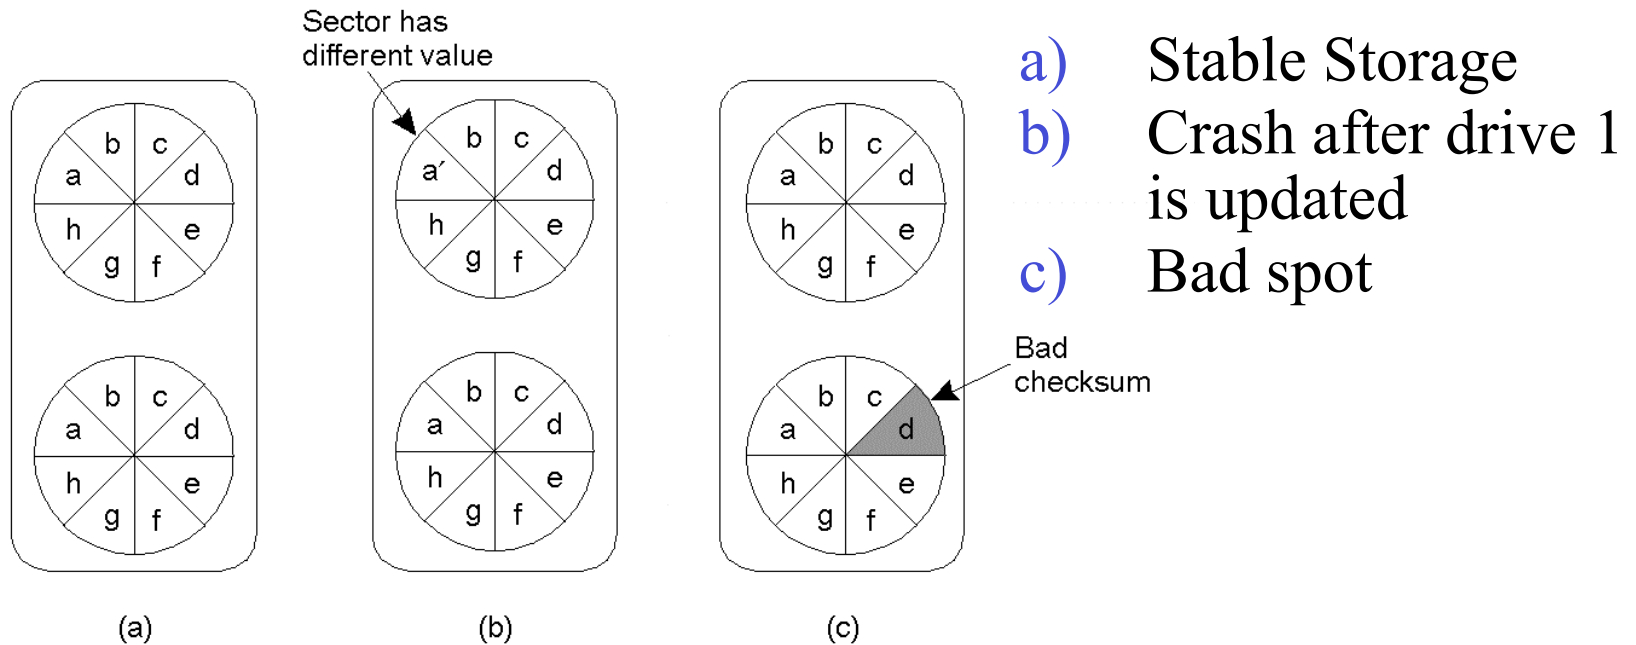 Sector has
different value
a) Stable Storage
b) Crash after drive 1
is updated
c) Bad spot
b c
a d
h e
g f
b c
a d
h e
g f
(a)
b c
a′ d
h e
g f
b c
a d
h e
g f
(b)
b c
a d
h e
g f
Bad
checksum
b c
a d
h e
g f
(c)